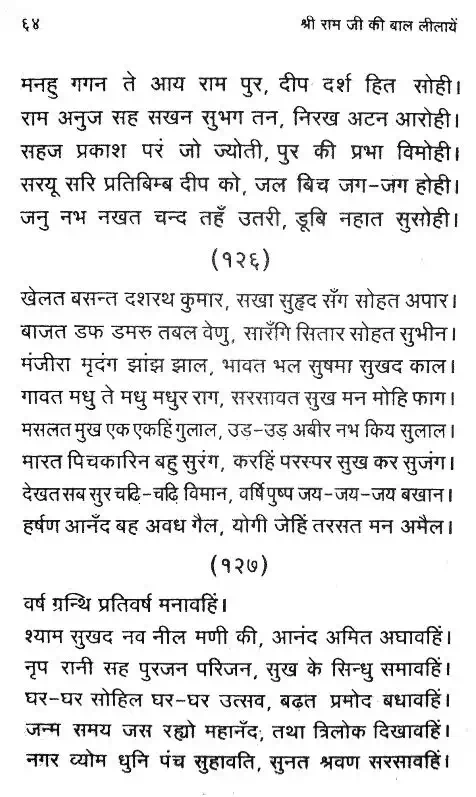 ६४ श्री राम जी की बाल लीलायें
मनहु गगन ते आय राम पुर, दीप दर्श हित सोही।
राम अनुज सह सखन सुभग तन, निरख अटन आरोही।
सहज प्रकाश परं जो ज्योती, पुर की प्रभा विमोही।
सरयू सरि प्रतिबिम्ब दीप को, जल बिच जग-जग होही।
जनु नभ नखत चन्द तहँ उतरी, डूबि नहात सुसोही।
(१२६)
खेलत बसन्त दशरथ कुमार, सखा सुहृद सँग सोहत अपार।
बाजत डफ डमरु तबल वेणु, सारँगि सितार सोहत सुभीन।
मंजीरा मृदंग झांझ झाल, भावत भल सुषमा सुखद काल।
गावत मधु ते मधु मधुर राग, सरसावत सुख मन मोहि फाग।
मसलत मुख एक एकहिं गुलाल, उड-उड़ अबीर नभ किय सुलाल।
मारत पिचकारिन बहु सुरंग, करहिं परस्पर सुख कर सुजंग।
देखत सब सुर चढ़ि-चढ़ि विमान, वर्षि पुष्प जय-जय-जय बखान।
हर्षण आनँद बह अवध गैल, योगी जेहिं तरसत मन अमैल।
(१२७)
वर्ष ग्रन्थि प्रतिवर्ष मनावहिं।
श्याम सुखद नव नील मणी की, आनंद अमित अघावहिं।
नृप रानी सह पुरजन परिजन, सुख के सिन्धु समावहिं।
घर-घर सोहिल घर-घर उत्सव, बढ़त प्रमोद बधावहिं।
जन्म समय जस रह्यो महानँद, तथा त्रिलोक दिखावहिं।
नगर व्योम धुनि पंच सुहावति, सुनत श्रवण सरसावहिं।